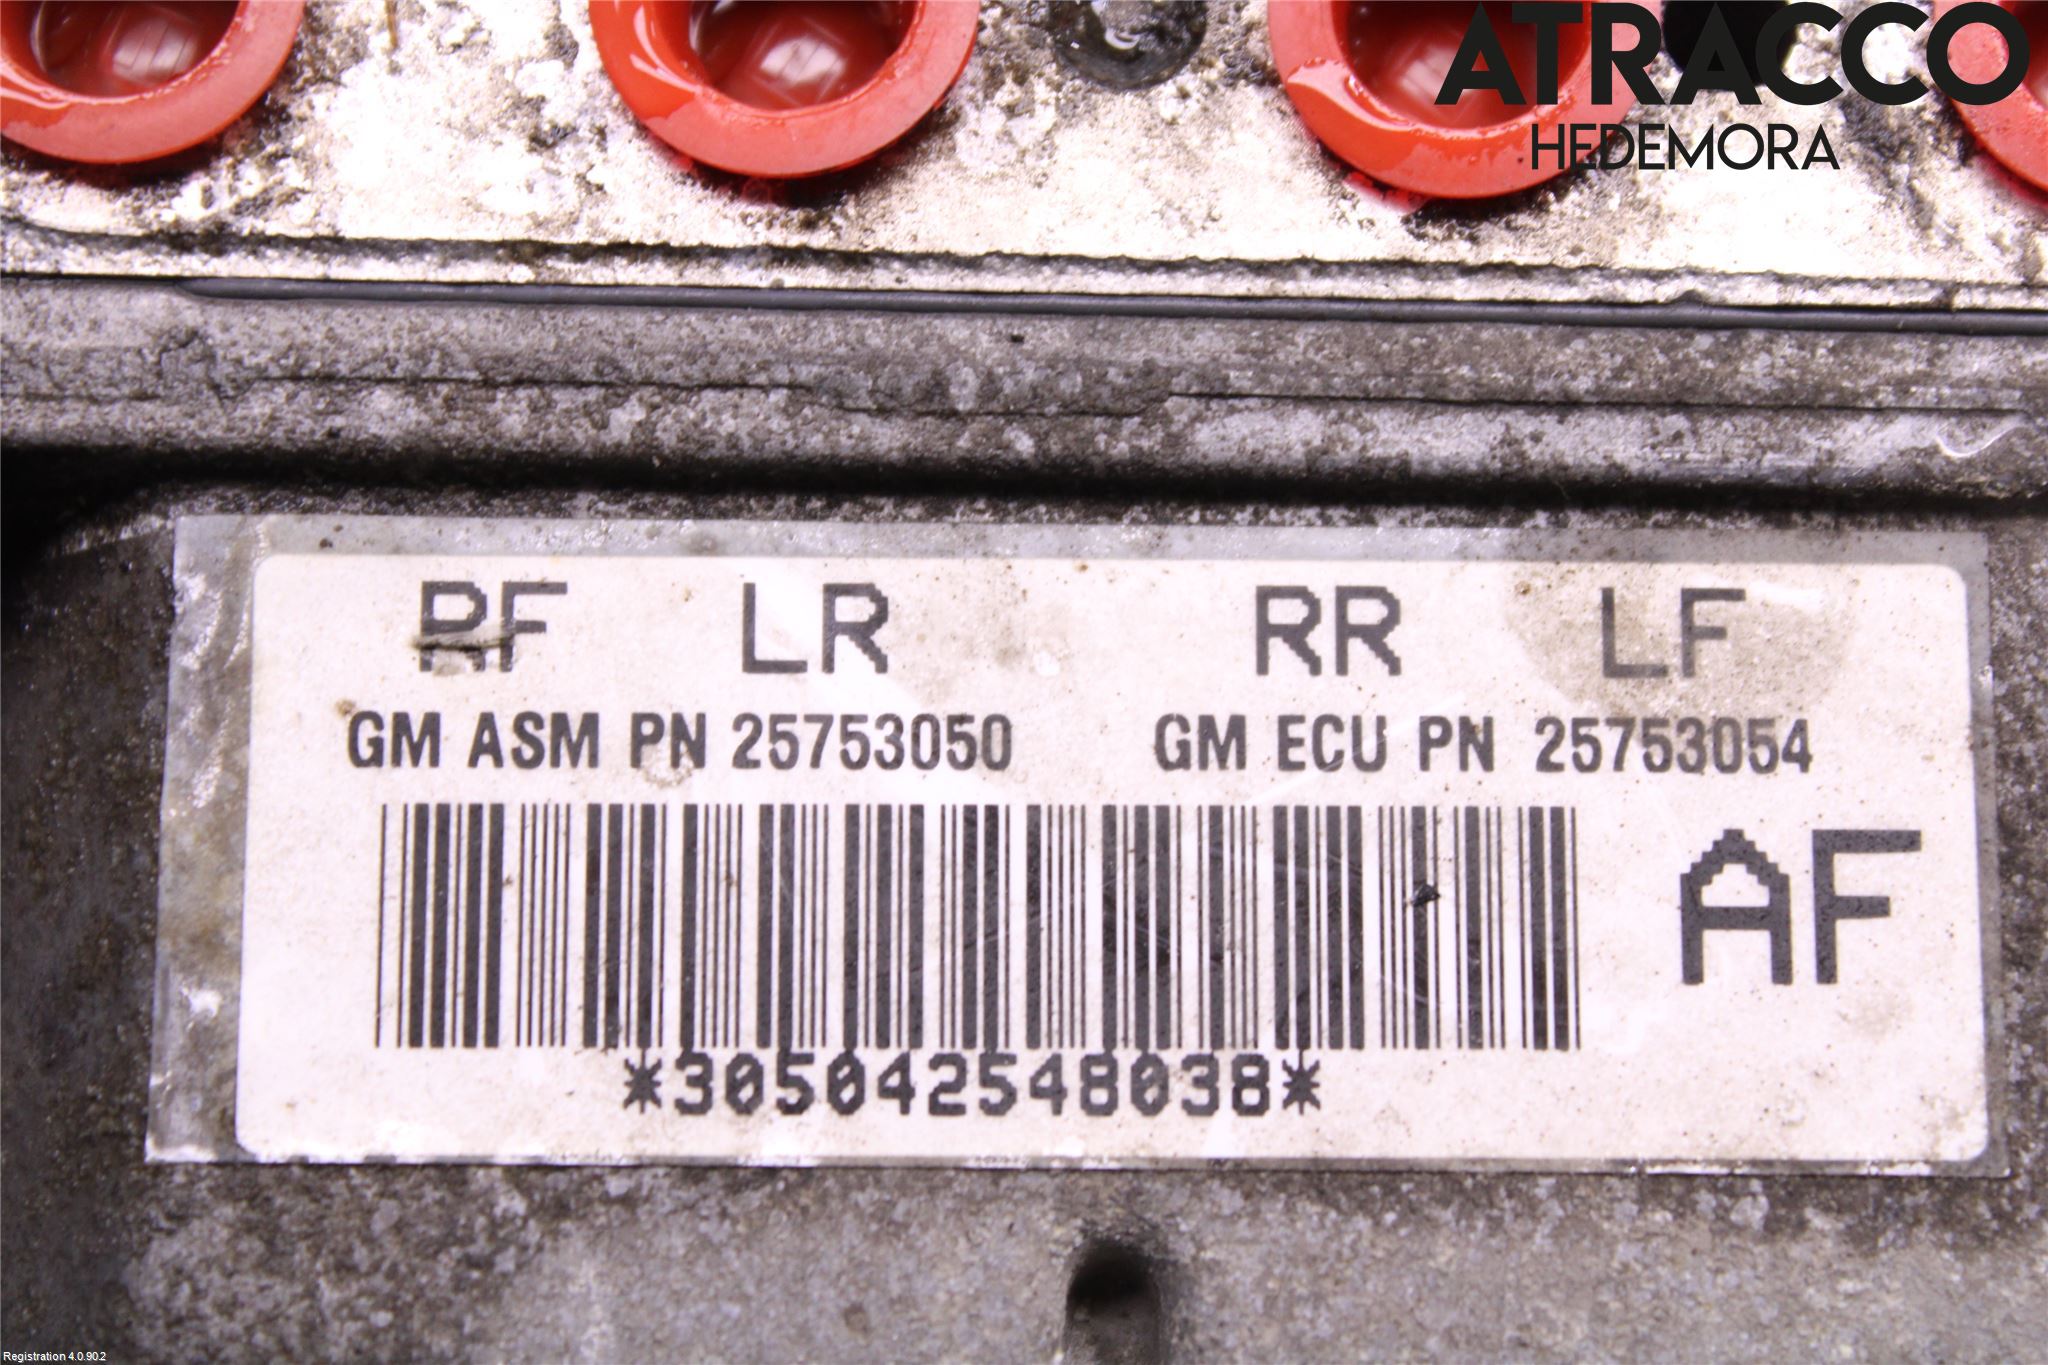 ATRACCO
HEDEMORA
RF LR RR LF
GM ASM PN 25753050 GM ECU PN 25753054
AF
*305042548038*
Registration 4.0.90.2